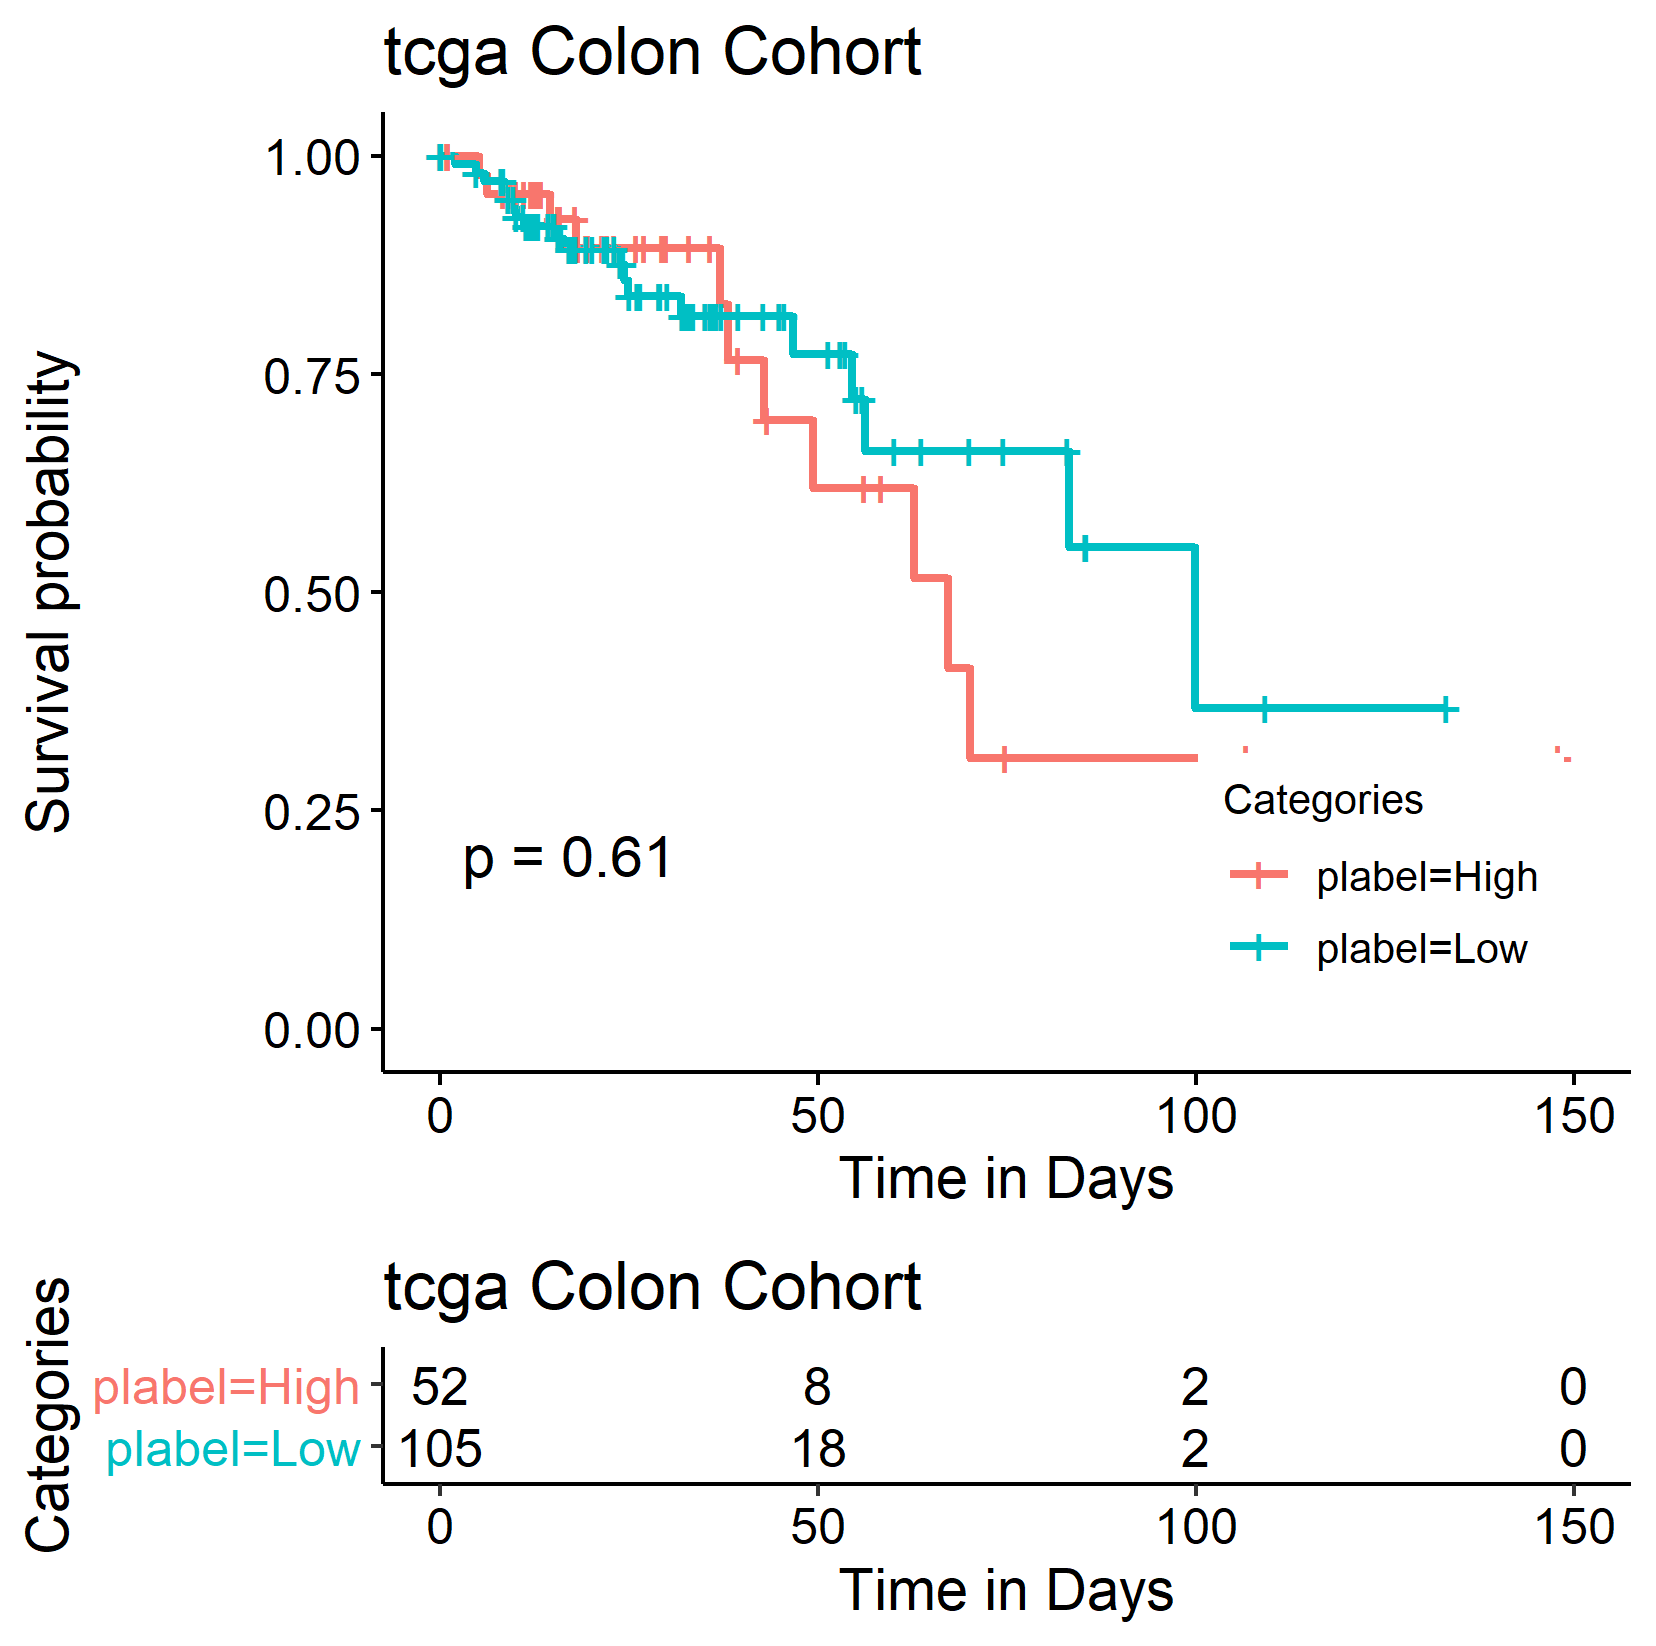 tcga Colon Cohort
Survival probability
1.00
0.75
0.50
0.25
0.00
p = 0.61
Categories
plabel=High
plabel=Low
0 50 100 150
Time in Days
tcga Colon Cohort
Categories
plabel=High 52 8 2 0
plabel=Low 105 18 2 0
0 50 100 150
Time in Days